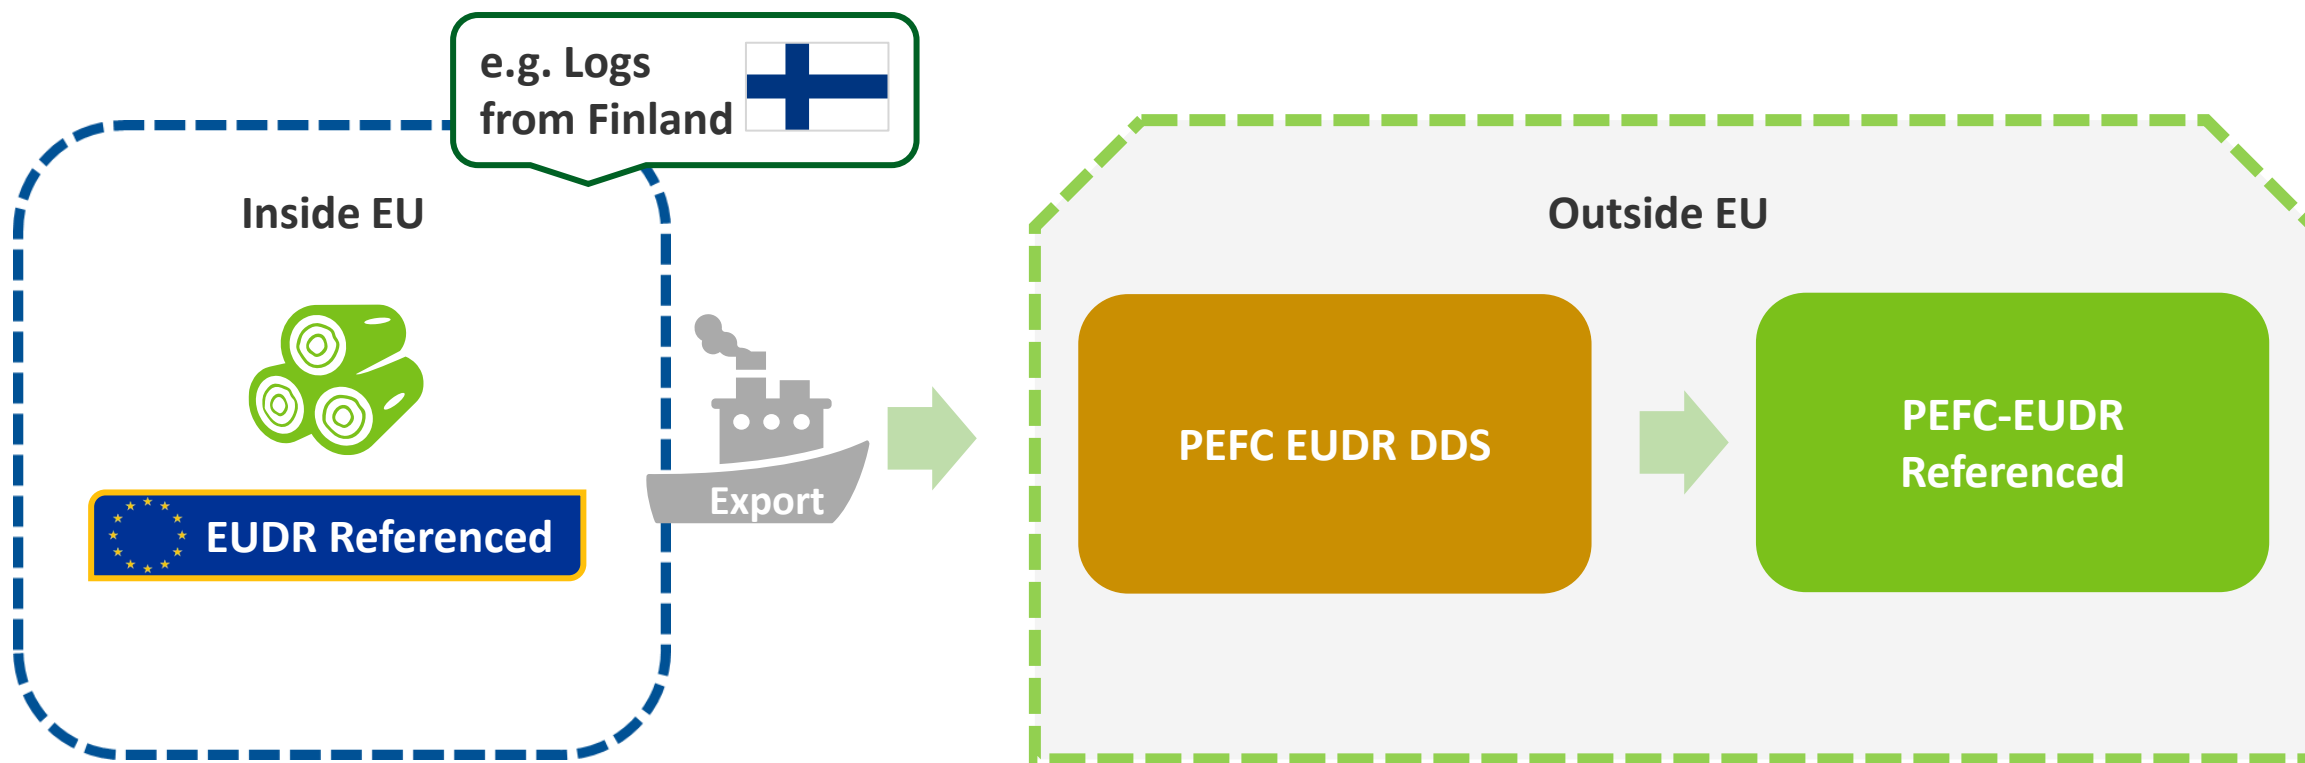 e.g. Logs
from Finland
Inside EU
EUDR Referenced
Export
Outside EU
PEFC EUDR DDS
PEFC-EUDR
Referenced